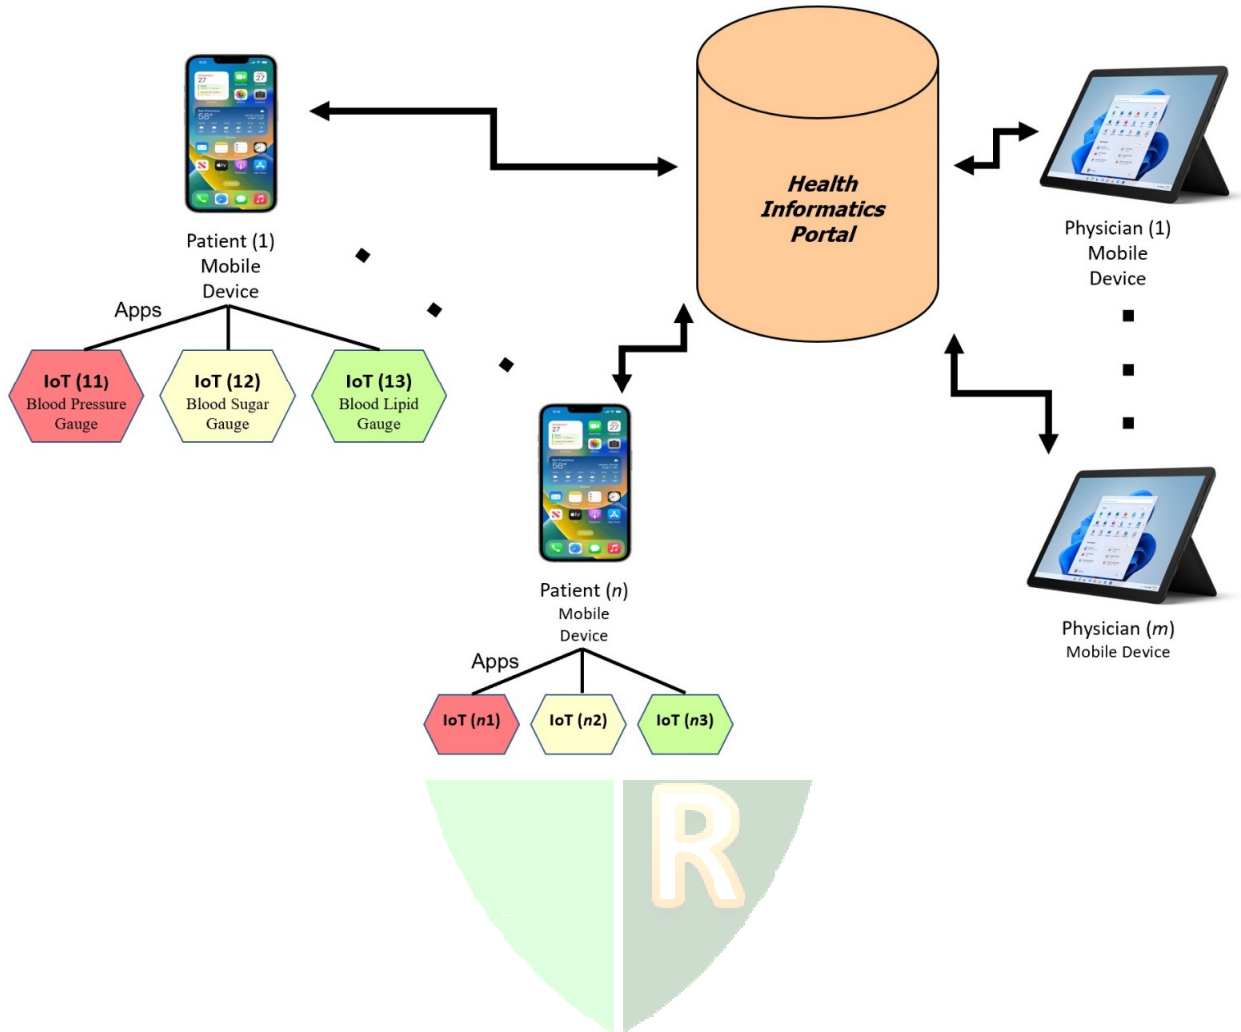 Health
Informatics
Portal
Patient (1)
Mobile
Device
Apps
IoT (11)
Blood Pressure
Gauge
IoT (12)
Blood Sugar
Gauge
IoT (13)
Blood Lipid
Gauge
Physician (1)
Mobile
Device
Patient (n)
Mobile
Device
Apps
IoT (n1)
IoT (n2)
IoT (n3)
Physician (m)
Mobile Device
R